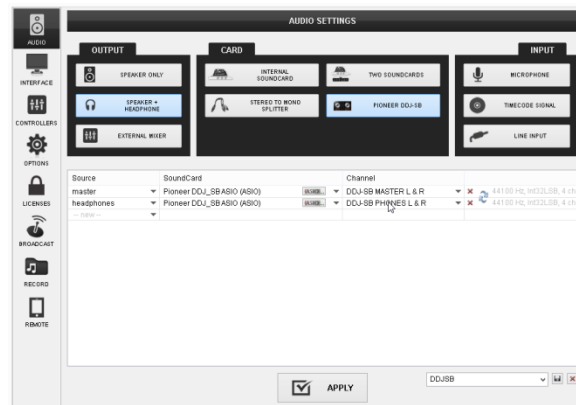 AUDIO SETTINGS
AUDIO
INTERFACE
CONTROLLERS
OPTIONS
LICENSES
BROADCAST
RECORD
REMOTE
OUTPUT
SPEAKER ONLY
SPEAKER +
HEADPHONE
EXTERNAL MIXER
CARD
INTERNAL
SOUNDCARD
TWO SOUNDCARDS
STEREO TO MONO
SPLITTER
PIONEER DDJ-SB
INPUT
MICROPHONE
TIMECODE SIGNAL
LINE INPUT
Source SoundCard Channel
master Pioneer DDJ_SB ASIO (ASIO) DDJ-SB MASTER L & R 44100 Hz, Int32LSB, 4 ch
headphones Pioneer DDJ_SB ASIO (ASIO) DDJ-SB PHONES L & R 44100 Hz, Int32LSB, 4 ch
-- new --
APPLY
DDJSB